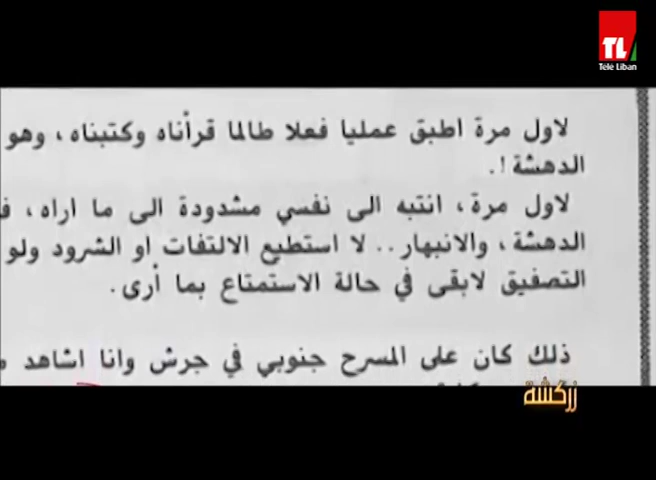 TL
Télé Liban
لاول مرة اطبق عمليا فعلا طالما قرأناه وكتبناه، وهو
الدهشة!.
لاول مرة، انتبه الى نفسي مشدودة الى ما اراه، ف
الدهشة، والانبهار.. لا استطيع الالتفات او الشرود ولو
التصفيق لابقى في حالة الاستمتاع بما أرى.
ذلك كان على المسرح جنوبي في جرش وانا اشاهد
زركشة